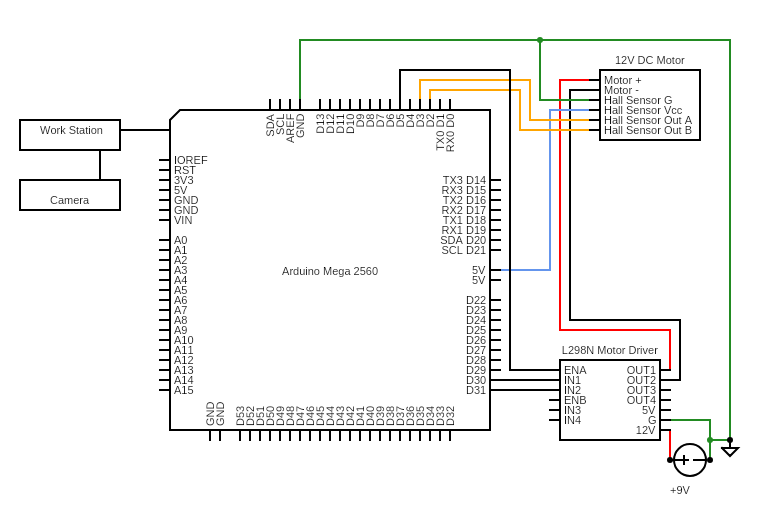 12V DC Motor
Motor +
Motor -
Hall Sensor G
Hall Sensor Vcc
Hall Sensor Out A
Hall Sensor Out B
Work Station
Camera
SDA
SCL
AREF
GND
D13
D12
D11
D10
D9
D8
D7
D6
D5
D4
D3
D2
TX0 D1
RX0 D0
IOREF
RST
3V3
5V
GND
GND
VIN
A0
A1
A2
A3
A4
A5
A6
A7
A8
A9
A10
A11
A12
A13
A14
A15
Arduino Mega 2560
TX3 D14
RX3 D15
TX2 D16
RX2 D17
TX1 D18
RX1 D19
SDA D20
SCL D21
5V
5V
D22
D23
D24
D25
D26
D27
D28
D29
D30
D31
GND
GND
D53
D52
D51
D50
D49
D48
D47
D46
D45
D44
D43
D42
D41
D40
D39
D38
D37
D36
D35
D34
D33
D32
L298N Motor Driver
ENA
IN1
IN2
ENB
IN3
IN4
OUT1
OUT2
OUT3
OUT4
5V
G
12V
+9V